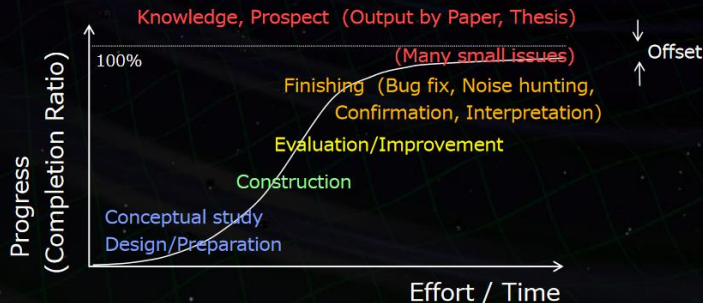 Knowledge, Prospect (Output by Paper, Thesis)
100%
(Many small issues)
Offset
Finishing (Bug fix, Noise hunting,
Confirmation, Interpretation)
Evaluation/Improvement
Construction
Conceptual study
Design/Preparation
Progress
(Completion Ratio)
Effort / Time